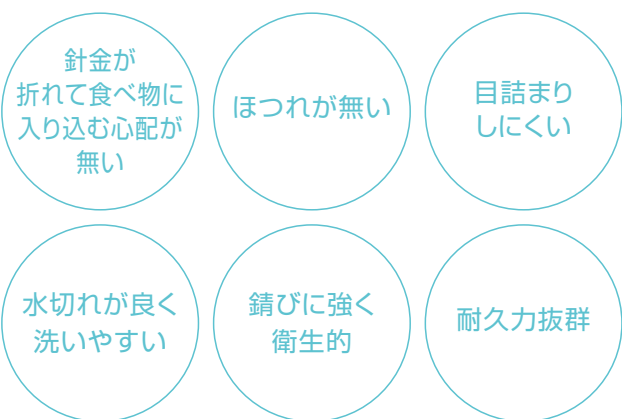 針金が
折れて食べ物に
入り込む心配が
無い
ほつれが無い
目詰まり
しにくい
水切れが良く
洗いやすい
錆びに強く
衛生的
耐久力抜群